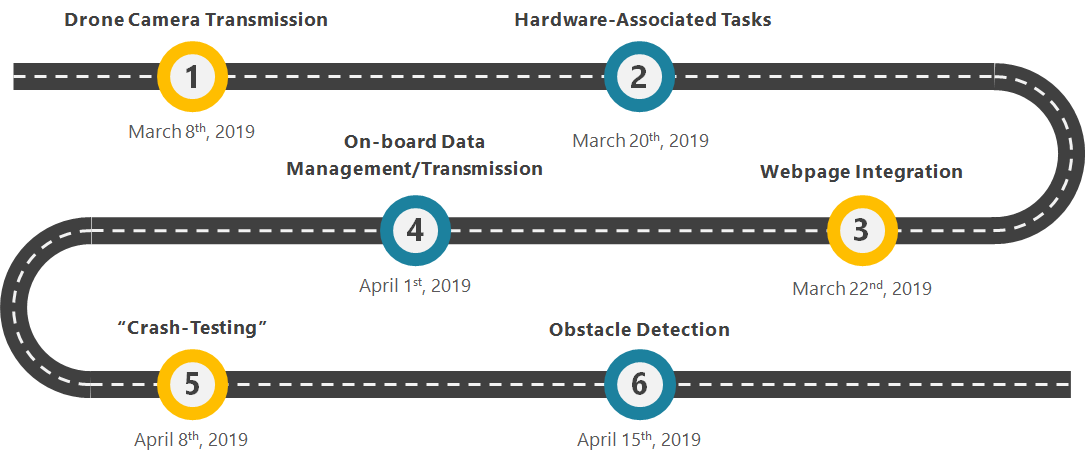 Drone Camera Transmission
1
March 8th, 2019
Hardware-Associated Tasks
2
March 20th, 2019
Webpage Integration
3
March 22nd, 2019
On-board Data
Management/Transmission
4
April 1st, 2019
“Crash-Testing”
5
April 8th, 2019
Obstacle Detection
6
April 15th, 2019